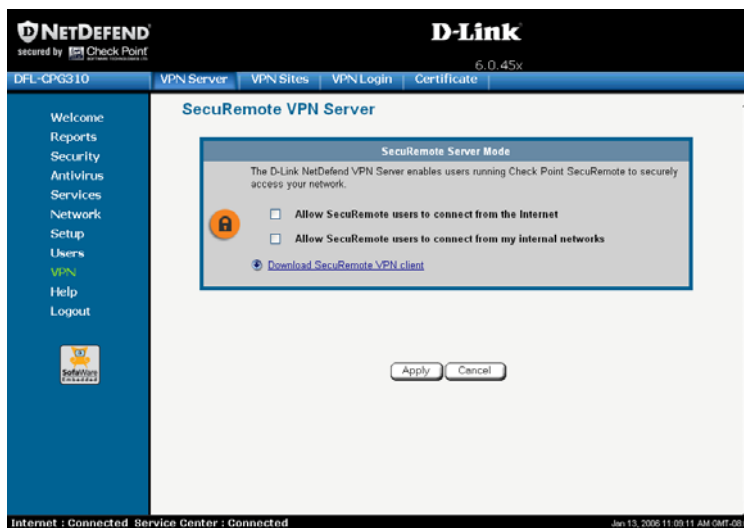 NETDEFEND
secured by Check Point
SOFTWARE TECHNOLOGIES LTD.
D-Link
6.0.45x
DFL-CPG310
VPN Server | VPN Sites | VPN Login | Certificate |
Welcome
Reports
Security
Antivirus
Services
Network
Setup
Users
VPN
Help
Logout
SofaWare
Embedded
SecuRemote VPN Server
SecuRemote Server Mode
The D-Link NetDefend VPN Server enables users running Check Point SecuRemote to securely
access your network.
Allow SecuRemote users to connect from the Internet
Allow SecuRemote users to connect from my internal networks
Download SecuRemote VPN client
Apply
Cancel
Internet : Connected Service Center : Connected
Jan 13, 2006 11:09:11 AM GMT-08